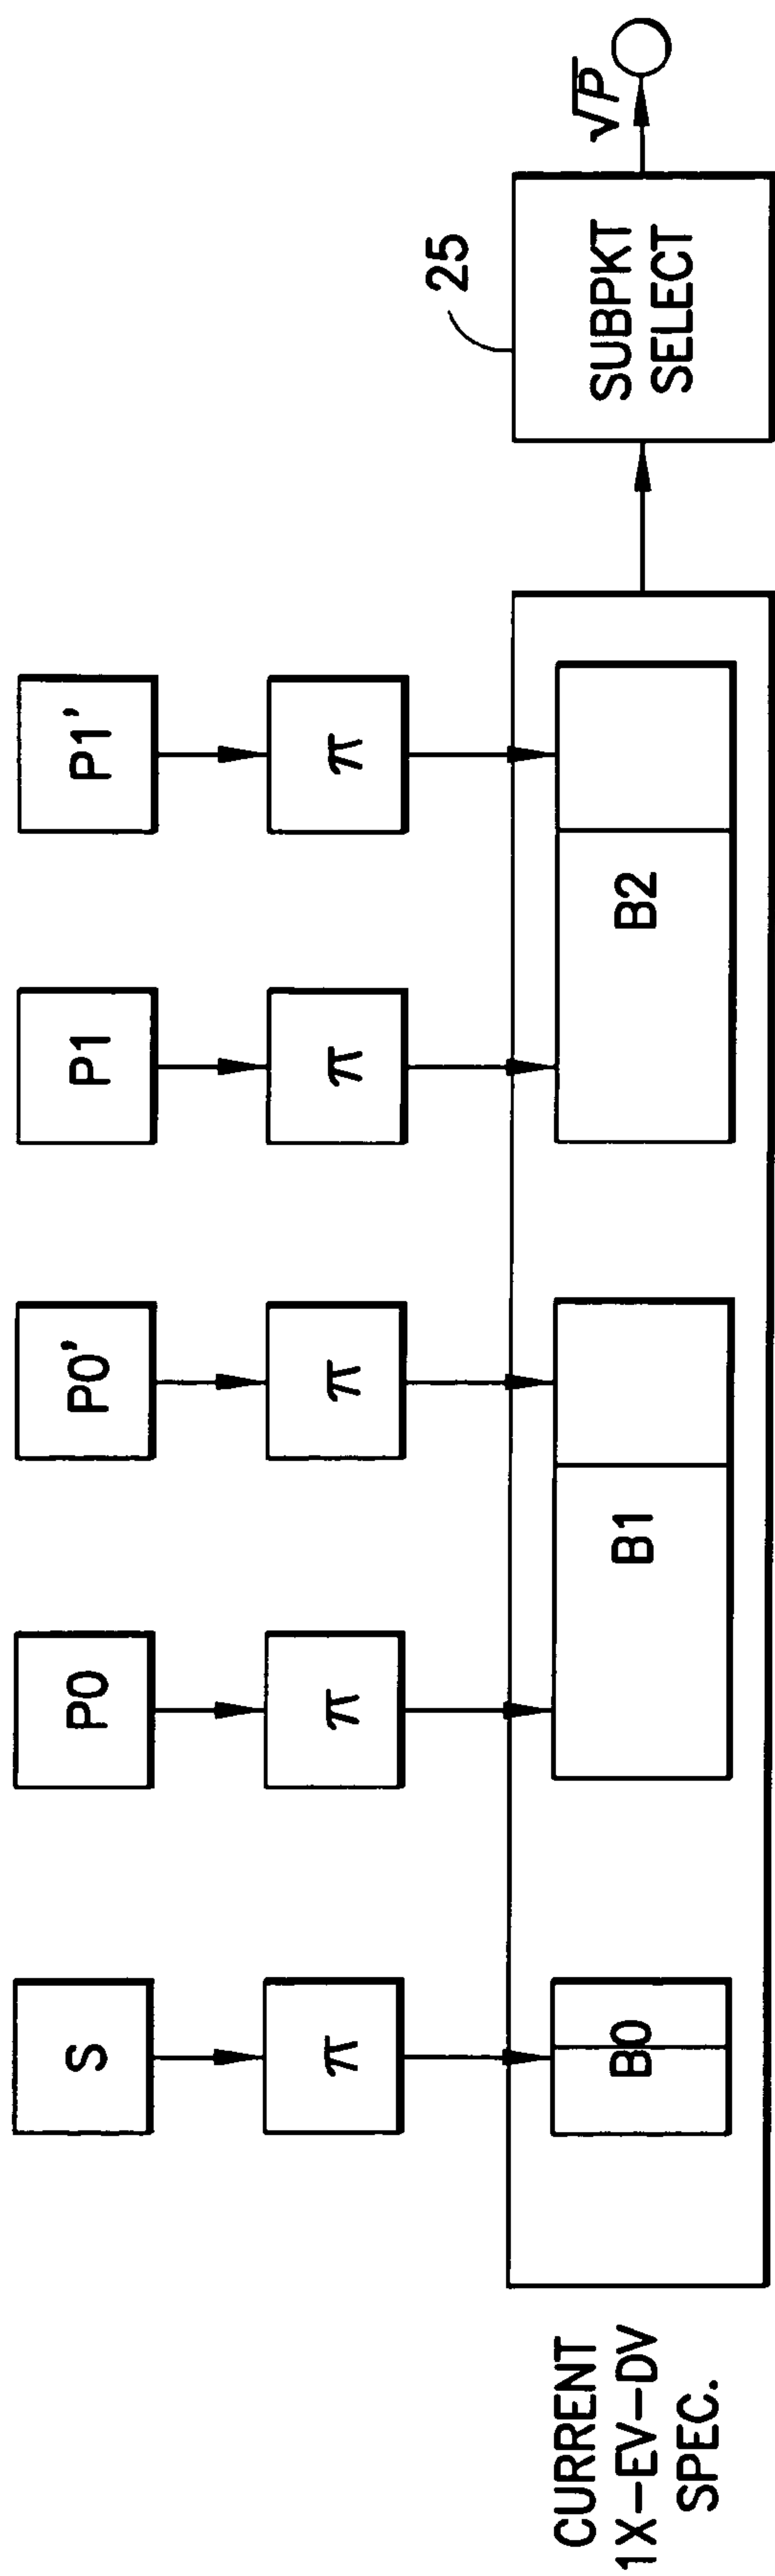 S
P0
P0'
P1
P1'
π
π
π
π
π
B0
B1
B2
25
SUBPKT
SELECT
√P
CURRENT
1X-EV-DV
SPEC.